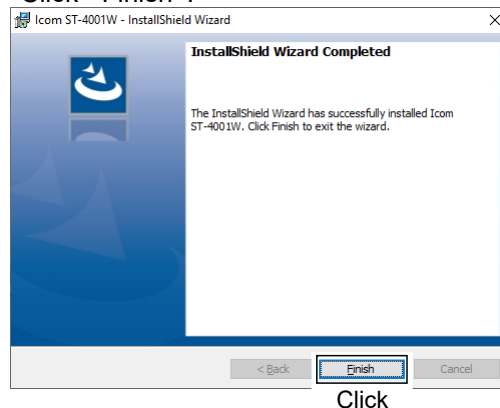 Click "Finish".
Icom ST-4001W - InstallShield Wizard
InstallShield Wizard Completed
The InstallShield Wizard has successfully installed Icom
ST-4001W. Click Finish to exit the wizard.
< Back
Finish
Cancel
Click